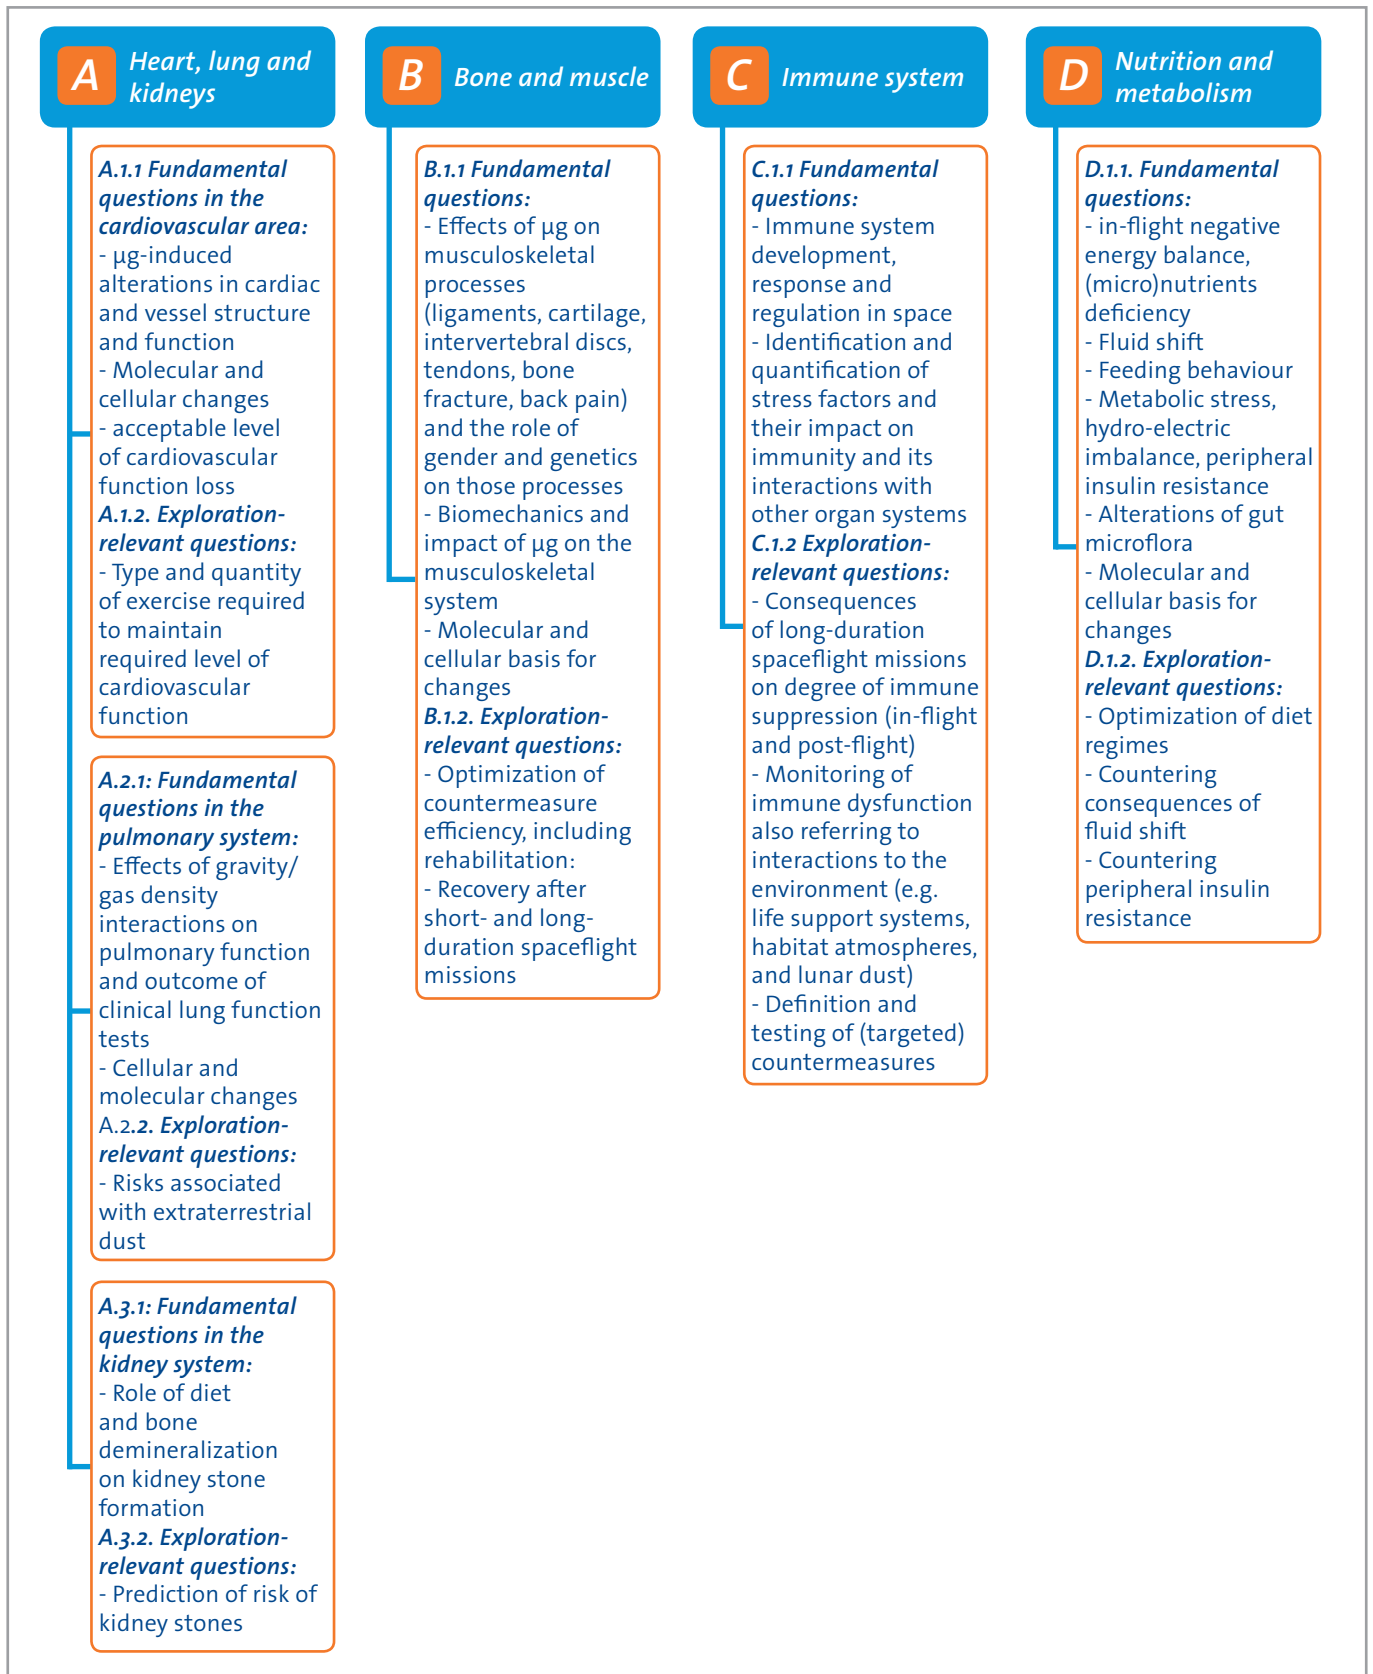 A
Heart, lung and
kidneys
A.1.1 Fundamental
questions in the
cardiovascular area:
- µg-induced
alterations in cardiac
and vessel structure
and function
- Molecular and
cellular changes
- acceptable level
of cardiovascular
function loss
A.1.2. Exploration-
relevant questions:
- Type and quantity
of exercise required
to maintain
required level of
cardiovascular
function
A.2.1: Fundamental
questions in the
pulmonary system:
- Effects of gravity/
gas density
interactions on
pulmonary function
and outcome of
clinical lung function
tests
- Cellular and
molecular changes
A.2.2. Exploration-
relevant questions:
- Risks associated
with extraterrestrial
dust
A.3.1: Fundamental
questions in the
kidney system:
- Role of diet
and bone
demineralization
on kidney stone
formation
A.3.2. Exploration-
relevant questions:
- Prediction of risk of
kidney stones
B
Bone and muscle
B.1.1 Fundamental
questions:
- Effects of µg on
musculoskeletal
processes
(ligaments, cartilage,
intervertebral discs,
tendons, bone
fracture, back pain)
and the role of
gender and genetics
on those processes
- Biomechanics and
impact of µg on the
musculoskeletal
system
- Molecular and
cellular basis for
changes
B.1.2. Exploration-
relevant questions:
- Optimization of
countermeasure
efficiency, including
rehabilitation:
- Recovery after
short- and long-
duration spaceflight
missions
C
Immune system
C.1.1 Fundamental
questions:
- Immune system
development,
response and
regulation in space
- Identification and
quantification of
stress factors and
their impact on
immunity and its
interactions with
other organ systems
C.1.2 Exploration-
relevant questions:
- Consequences
of long-duration
spaceflight missions
on degree of immune
suppression (in-flight
and post-flight)
- Monitoring of
immune dysfunction
also referring to
interactions to the
environment (e.g.
life support systems,
habitat atmospheres,
and lunar dust)
- Definition and
testing of (targeted)
countermeasures
D
Nutrition and
metabolism
D.1.1. Fundamental
questions:
- in-flight negative
energy balance,
(micro)nutrients
deficiency
- Fluid shift
- Feeding behaviour
- Metabolic stress,
hydro-electric
imbalance, peripheral
insulin resistance
- Alterations of gut
microflora
- Molecular and
cellular basis for
changes
D.1.2. Exploration-
relevant questions:
- Optimization of diet
regimes
- Countering
consequences of
fluid shift
- Countering
peripheral insulin
resistance